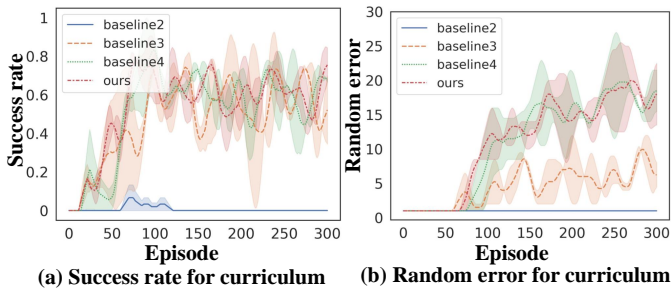 1
0.8
0.6
0.4
0.2
0
Success rate
baseline2
baseline3
baseline4
ours
0 50 100 150 200 250 300
Episode
(a) Success rate for curriculum
30
25
20
15
10
5
0
Random error
baseline2
baseline3
baseline4
ours
0 50 100 150 200 250 300
Episode
(b) Random error for curriculum